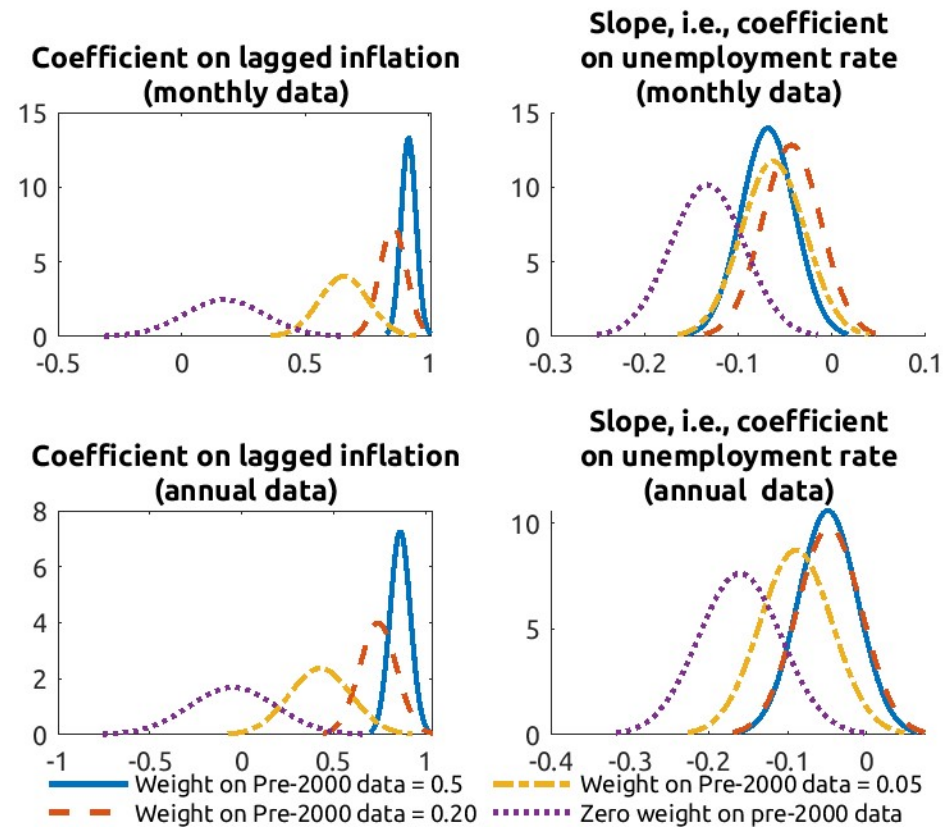 Coefficient on lagged inflation
(monthly data)
15
10
5
0
-0.5
0
0.5
1
Slope, i.e., coefficient
on unemployment rate
(monthly data)
15
10
5
0
-0.3
-0.2
-0.1
0
0.1
Coefficient on lagged inflation
(annual data)
8
6
4
2
0
-1
-0.5
0
0.5
1
Slope, i.e., coefficient
on unemployment rate
(annual data)
10
5
0
-0.4
-0.3
-0.2
-0.1
0
Weight on Pre-2000 data = 0.5
Weight on Pre-2000 data = 0.20
Weight on Pre-2000 data = 0.05
Zero weight on pre-2000 data